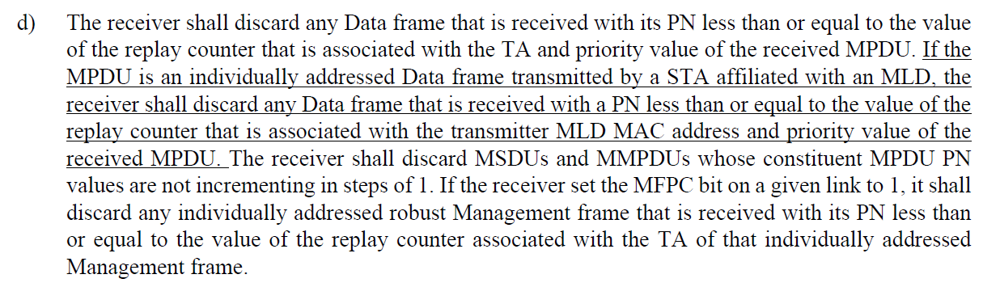 d) The receiver shall discard any Data frame that is received with its PN less than or equal to the value
of the replay counter that is associated with the TA and priority value of the received MPDU. If the
MPDU is an individually addressed Data frame transmitted by a STA affiliated with an MLD, the
receiver shall discard any Data frame that is received with a PN less than or equal to the value of the
replay counter that is associated with the transmitter MLD MAC address and priority value of the
received MPDU. The receiver shall discard MSDUs and MMPDUs whose constituent MPDU PN
values are not incrementing in steps of 1. If the receiver set the MFPC bit on a given link to 1, it shall
discard any individually addressed robust Management frame that is received with its PN less than
or equal to the value of the replay counter associated with the TA of that individually addressed
Management frame.